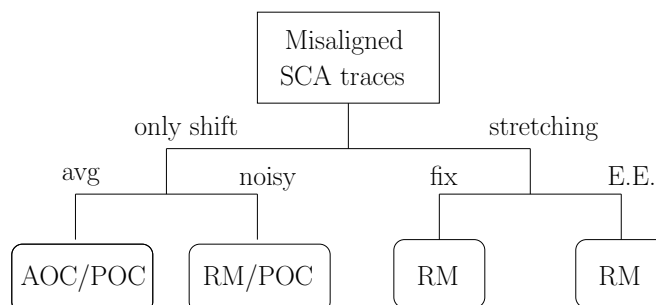 Misaligned
SCA traces
only shift
stretching
avg
noisy
fix
E.E.
AOC/POC
RM/POC
RM
RM